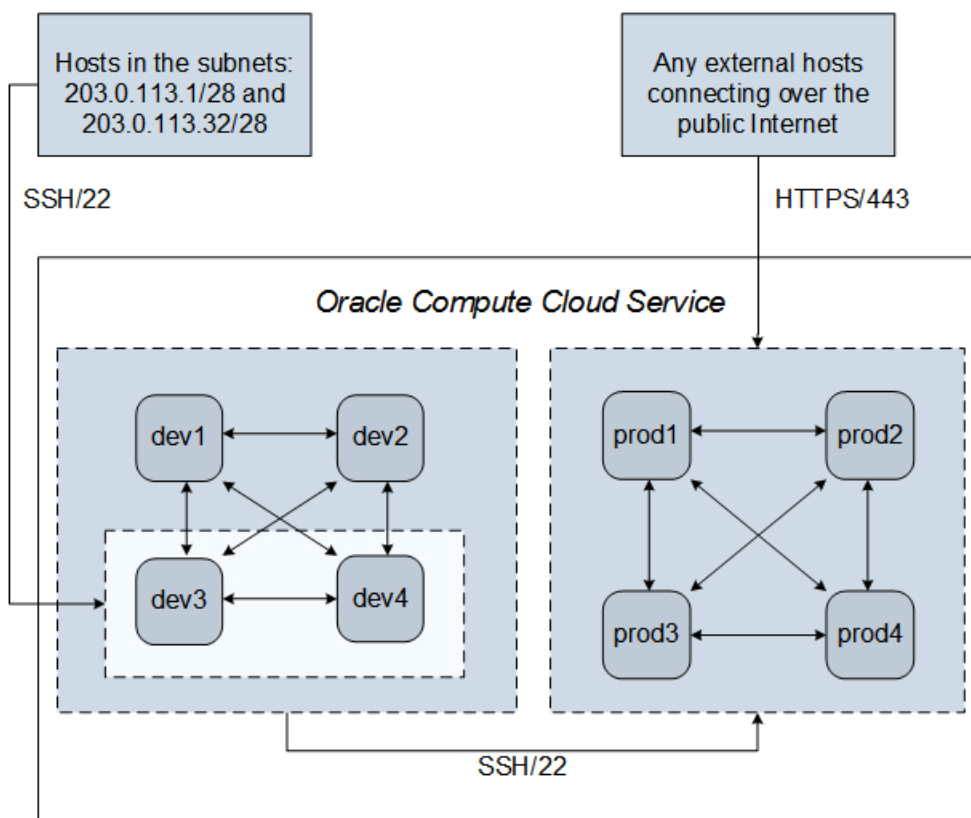 Hosts in the subnets:
203.0.113.1/28 and
203.0.113.32/28
Any external hosts
connecting over the
public Internet
SSH/22
HTTPS/443
Oracle Compute Cloud Service
dev1
dev2
prod1
prod2
dev3
dev4
prod3
prod4
SSH/22